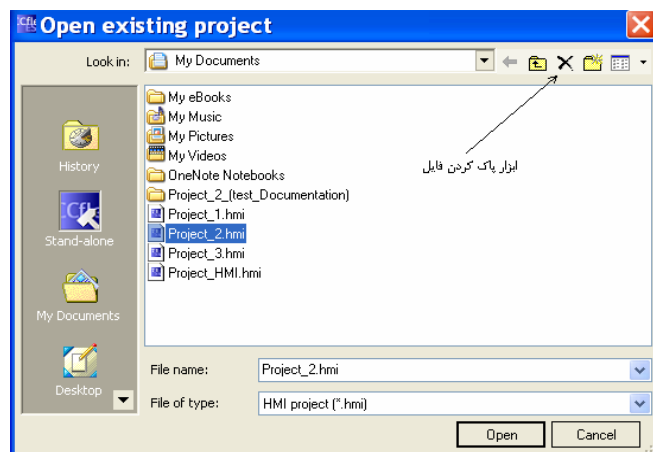 Open existing project
Look in:
My Documents
My eBooks
My Music
My Pictures
My Videos
OneNote Notebooks
Project_2_(test_Documentation)
Project_1.hmi
Project_2.hmi
Project_3.hmi
Project_HMI.hmi
ابزار پاک کردن فایل
History
Stand-alone
My Documents
Desktop
File name:
Project_2.hmi
File of type:
HMI project (*.hmi)
Open
Cancel